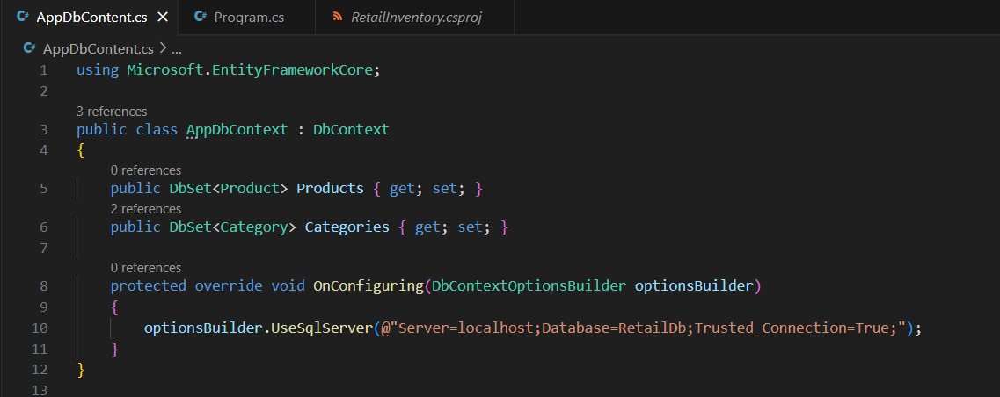 C# AppDbContent.cs × C# Program.cs RetailInventory.csproj
C# AppDbContent.cs > ...
1 using Microsoft.EntityFrameworkCore;
2
3 references
3 public class AppDbContext : DbContext
4 {
0 references
5 public DbSet<Product> Products { get; set; }
2 references
6 public DbSet<Category> Categories { get; set; }
7
0 references
8 protected override void OnConfiguring(DbContextOptionsBuilder optionsBuilder)
9 {
10 optionsBuilder.UseSqlServer(@"Server=localhost;Database=RetailDb;Trusted_Connection=True;");
11 }
12 }
13